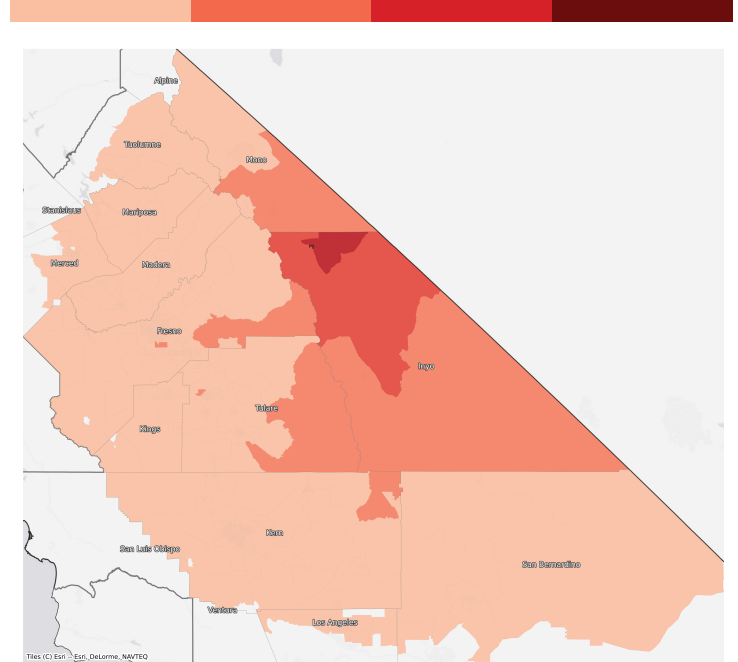 Alpine
Tuolumne
Mono
Stanislaus
Mariposa
Merced
Madera
Fresno
Inyo
Tulare
Kings
Kern
San Luis Obispo
San Bernardino
Ventura
Los Angeles
Tiles (C) Esri -- Esri, DeLorme, NAVTEQ